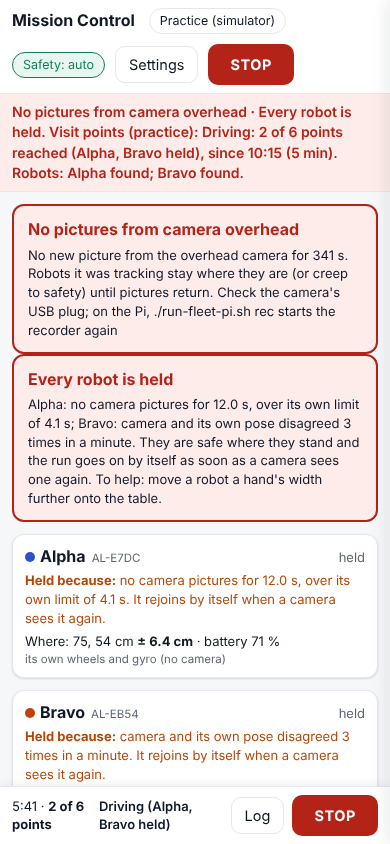 Mission Control
Practice (simulator)
Safety: auto
Settings
STOP
No pictures from camera overhead · Every robot is
held. Visit points (practice): Driving: 2 of 6 points
reached (Alpha, Bravo held), since 10:15 (5 min).
Robots: Alpha found; Bravo found.
No pictures from camera overhead
No new picture from the overhead camera for 341 s.
Robots it was tracking stay where they are (or creep
to safety) until pictures return. Check the camera's
USB plug; on the Pi, ./run-fleet-pi.sh rec starts the
recorder again
Every robot is held
Alpha: no camera pictures for 12.0 s, over its own limit
of 4.1 s; Bravo: camera and its own pose disagreed 3
times in a minute. They are safe where they stand and
the run goes on by itself as soon as a camera sees
one again. To help: move a robot a hand's width
further onto the table.
Alpha AL-E7DC
held
Held because: no camera pictures for 12.0 s, over its
own limit of 4.1 s. It rejoins by itself when a camera
sees it again.
Where: 75, 54 cm ± 6.4 cm · battery 71 %
its own wheels and gyro (no camera)
Bravo AL-EB54
held
Held because: camera and its own pose disagreed 3
times in a minute. It rejoins by itself when a camera
sees it again.
5:41 · 2 of 6
points
Driving (Alpha,
Bravo held)
Log
STOP